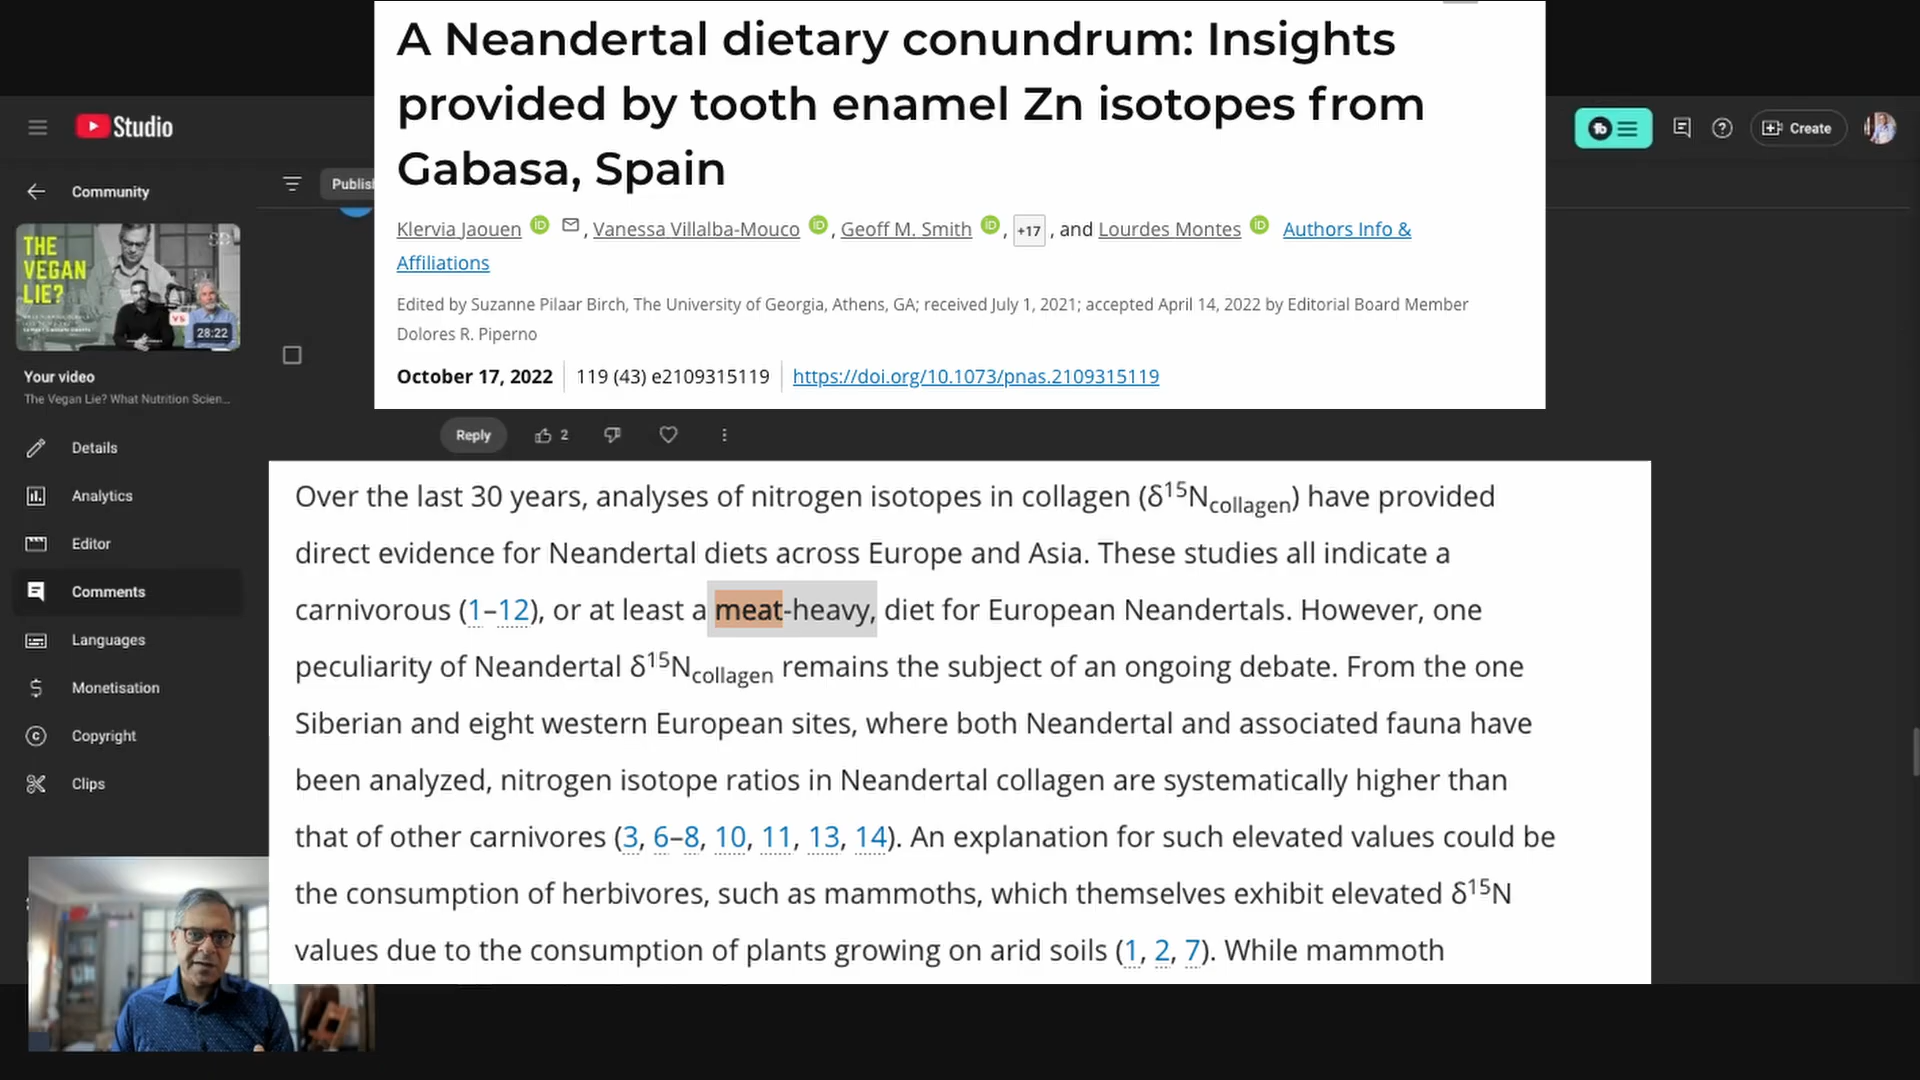 A Neandertal dietary conundrum: Insights
provided by tooth enamel Zn isotopes from
Gabasa, Spain
Klervia Jaouen iD, Vanessa Villalba-Mouco iD, Geoff M. Smith iD, +17, and Lourdes Montes iD Authors Info &
Affiliations
Edited by Suzanne Pilaar Birch, The University of Georgia, Athens, GA; received July 1, 2021; accepted April 14, 2022 by Editorial Board Member
Dolores R. Piperno
October 17, 2022 119 (43) e2109315119 https://doi.org/10.1073/pnas.2109315119
Studio
Create
Community
Publis
THE
VEGAN
LIE?
VS
28:22
Your video
The Vegan Lie? What Nutrition Scien...
Details
Analytics
Editor
Comments
Languages
Monetisation
Copyright
Clips
Reply 2
Over the last 30 years, analyses of nitrogen isotopes in collagen (δ¹⁵Ncollagen) have provided
direct evidence for Neandertal diets across Europe and Asia. These studies all indicate a
carnivorous (1–12), or at least a meat-heavy, diet for European Neandertals. However, one
peculiarity of Neandertal δ¹⁵Ncollagen remains the subject of an ongoing debate. From the one
Siberian and eight western European sites, where both Neandertal and associated fauna have
been analyzed, nitrogen isotope ratios in Neandertal collagen are systematically higher than
that of other carnivores (3, 6–8, 10, 11, 13, 14). An explanation for such elevated values could be
the consumption of herbivores, such as mammoths, which themselves exhibit elevated δ¹⁵N
values due to the consumption of plants growing on arid soils (1, 2, 7). While mammoth